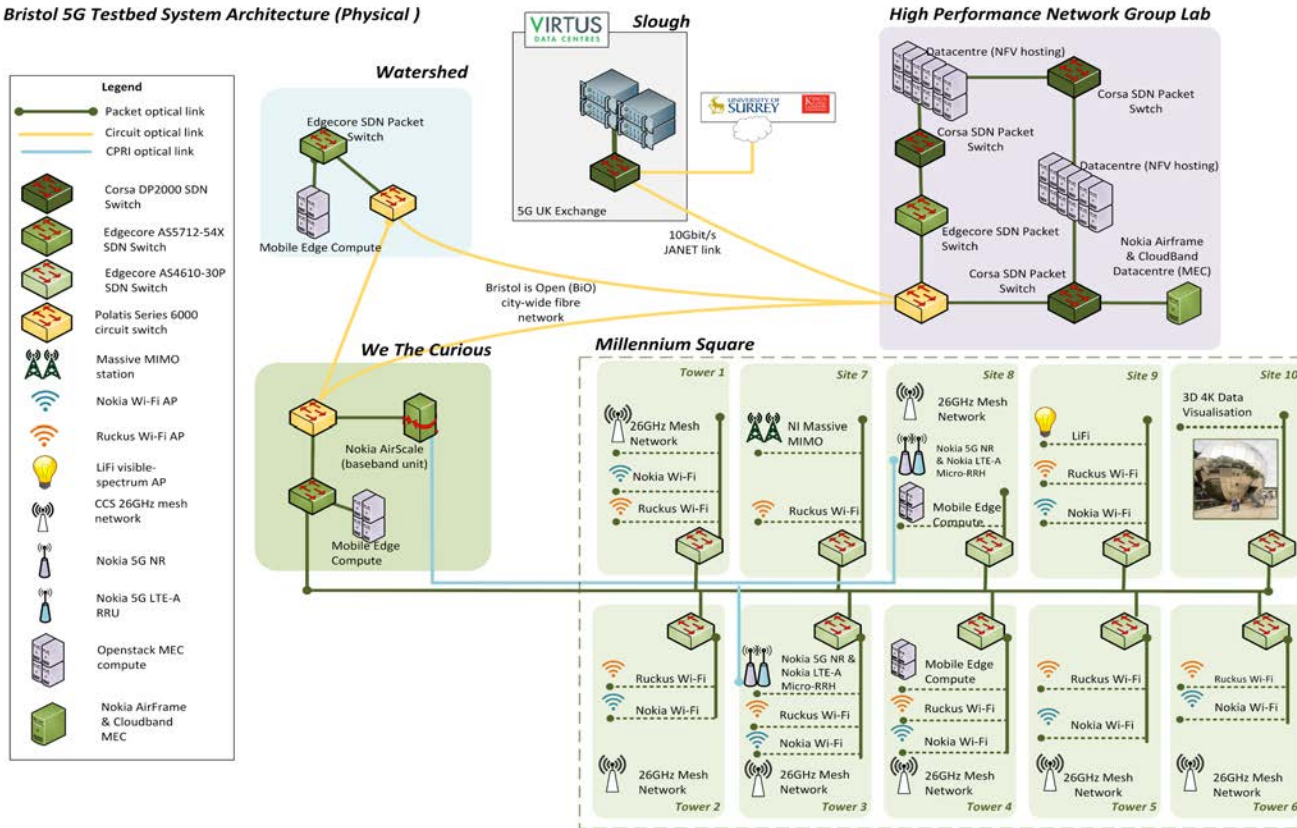 Bristol 5G Testbed System Architecture (Physical )
Legend
Packet optical link
Circuit optical link
CPRI optical link
Corsa DP2000 SDN
Switch
Edgecore AS5712-54X
SDN Switch
Edgecore AS4610-30P
SDN Switch
Polatis Series 6000
circuit switch
Massive MIMO
station
Nokia Wi-Fi AP
Ruckus Wi-Fi AP
LiFi visible-
spectrum AP
CCS 26GHz mesh
network
Nokia 5G NR
Nokia 5G LTE-A
RRU
Openstack MEC
compute
Nokia AirFrame
& Cloudband
MEC
Watershed
Edgecore SDN Packet
Switch
Mobile Edge Compute
VIRTUS
DATA CENTRES
Slough
5G UK Exchange
UNIVERSITY OF
SURREY
10Gbit/s
JANET link
Bristol is Open (BiO)
city-wide fibre
network
High Performance Network Group Lab
Datacentre (NFV hosting)
Corsa SDN Packet
Swtch
Corsa SDN Packet
Switch
Datacentre (NFV hosting)
Edgecore SDN Packet
Switch
Corsa SDN Packet
Switch
Nokia Airframe
& CloudBand
Datacentre (MEC)
We The Curious
Nokia AirScale
(baseband unit)
Mobile Edge
Compute
Millennium Square
Tower 1
26GHz Mesh
Network
Nokia Wi-Fi
Ruckus Wi-Fi
Site 7
NI Massive
MIMO
Ruckus Wi-Fi
Site 8
26GHz Mesh
Network
Nokia 5G NR
& Nokia LTE-A
Micro-RRH
Mobile Edge
Compute
Site 9
LiFi
Ruckus Wi-Fi
Nokia Wi-Fi
Site 10
3D 4K Data
Visualisation
Ruckus Wi-Fi
Nokia Wi-Fi
26GHz Mesh
Network
Tower 2
Nokia 5G NR &
Nokia LTE-A
Micro-RRH
Ruckus Wi-Fi
Nokia Wi-Fi
26GHz Mesh
Network
Tower 3
Mobile Edge
Compute
Ruckus Wi-Fi
Nokia Wi-Fi
26GHz Mesh
Network
Tower 4
Ruckus Wi-Fi
Nokia Wi-Fi
26GHz Mesh
Network
Tower 5
Ruckus Wi-Fi
Nokia Wi-Fi
26GHz Mesh
Network
Tower 6